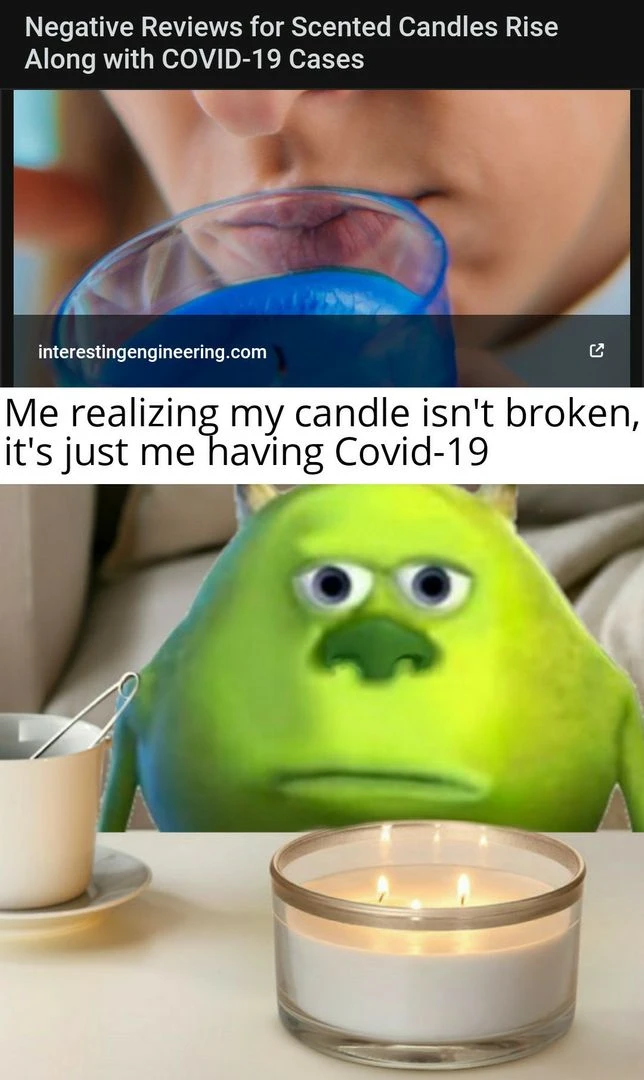 Negative Reviews for Scented Candles Rise
Along with COVID-19 Cases
interestingengineering.com
Me realizing my candle isn't broken,
it's just me having Covid-19